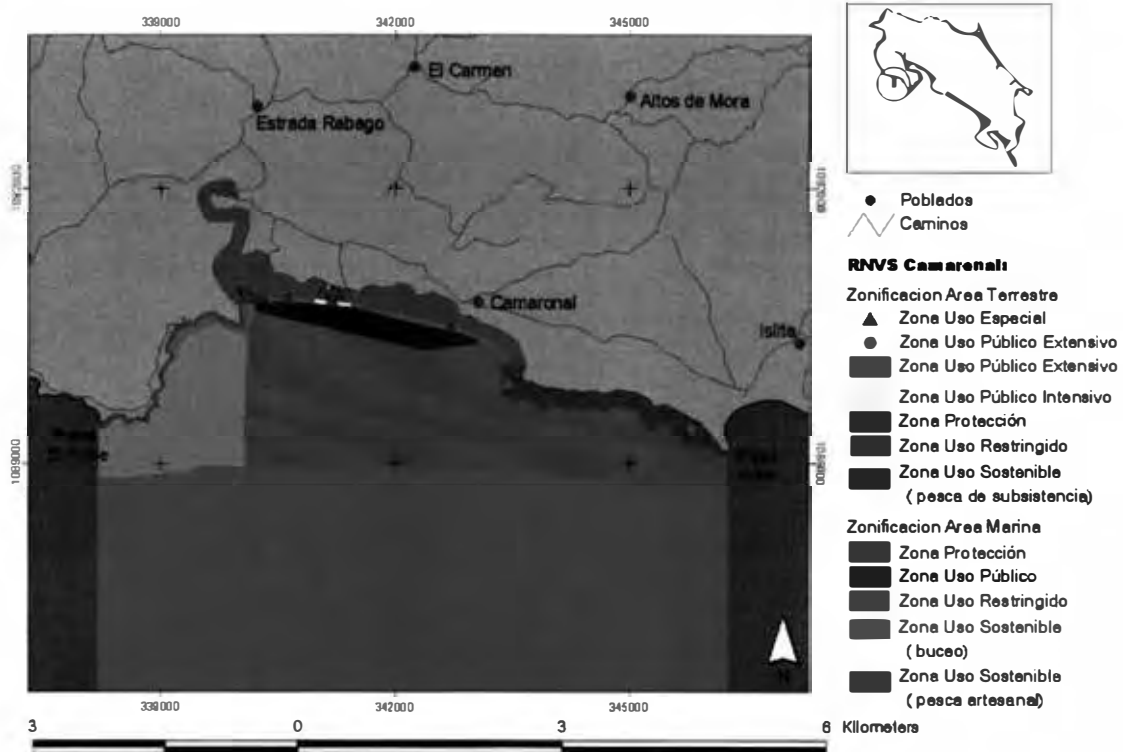 339000 342000 345000
El Carmen
Altos de Mora
Estrada Rabago
Camaronal
Islita
1089000
339000 342000 345000
N
3 0 3 6 Kilometers
Poblados
Caminos
RNVS Camarenal:
Zonificacion Area Terrestre
Zona Uso Especial
Zona Uso Público Extensivo
Zona Uso Público Extensivo
Zona Uso Público Intensivo
Zona Protección
Zona Uso Restringido
Zona Uso Sostenible
( pesca de subsistencia)
Zonificacion Area Marina
Zona Protección
Zona Uso Público
Zona Uso Restringido
Zona Uso Sostenible
( buceo)
Zona Uso Sostenible
( pesca artesanal)